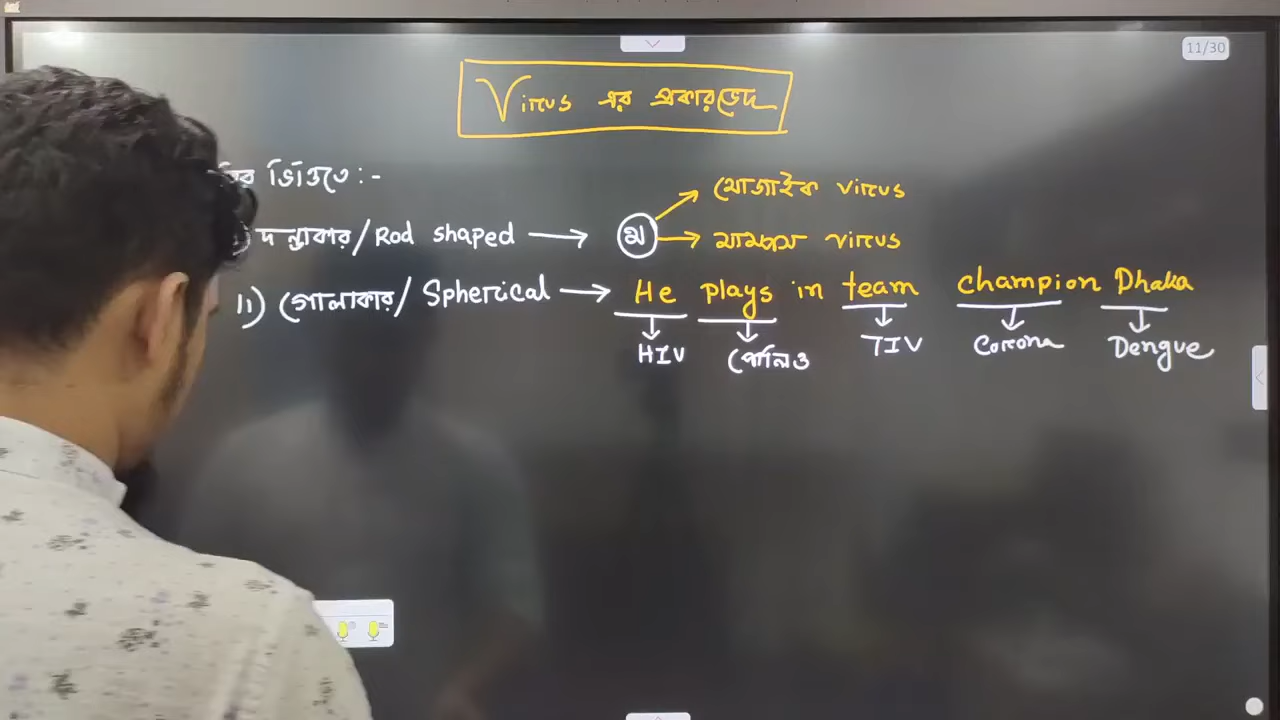 11/30
Virus এর প্রকারভেদ
ভিত্তিতে :-
দন্ডাকার/Rod shaped → ম → মোজাইক virus
→ মাম্পস virus
II) গোলাকার/ Spherical → He plays in team champion Dhaka
HIV পোলিও TIV Corona Dengue